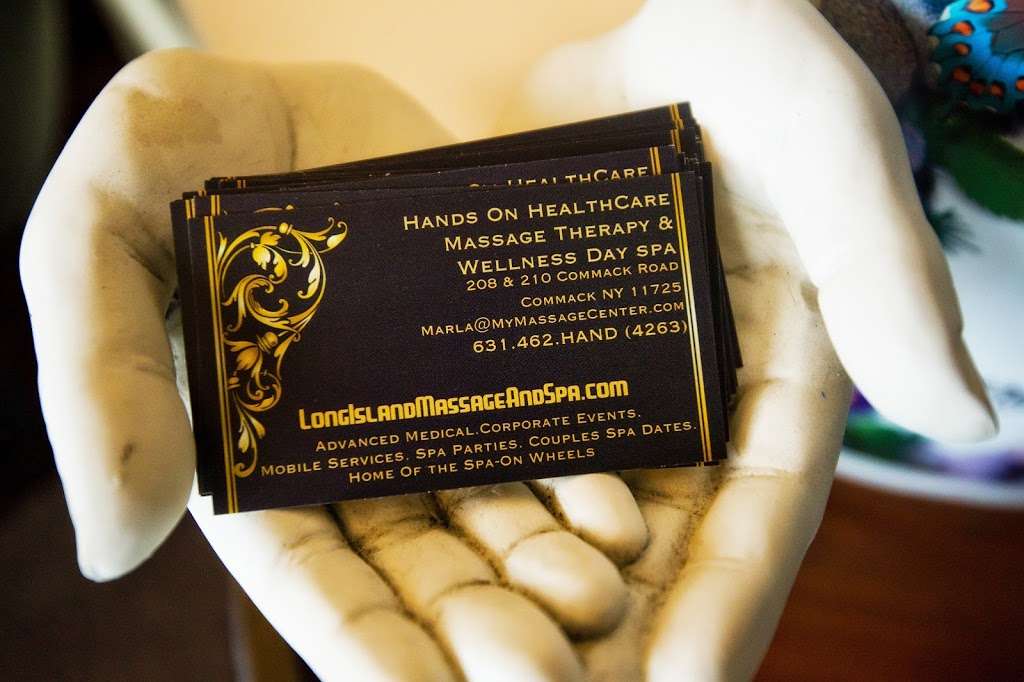 On HealthCare
Hands On HealthCare
Massage Therapy &
Wellness Day spa
208 & 210 Commack Road
Commack NY 11725
Marla@MyMassageCenter.com
631.462.HAND (4263)
LongIslandMassageAndSpa.com
Advanced Medical.Corporate Events.
Mobile Services. Spa Parties. Couples Spa Dates.
Home Of the Spa-On Wheels